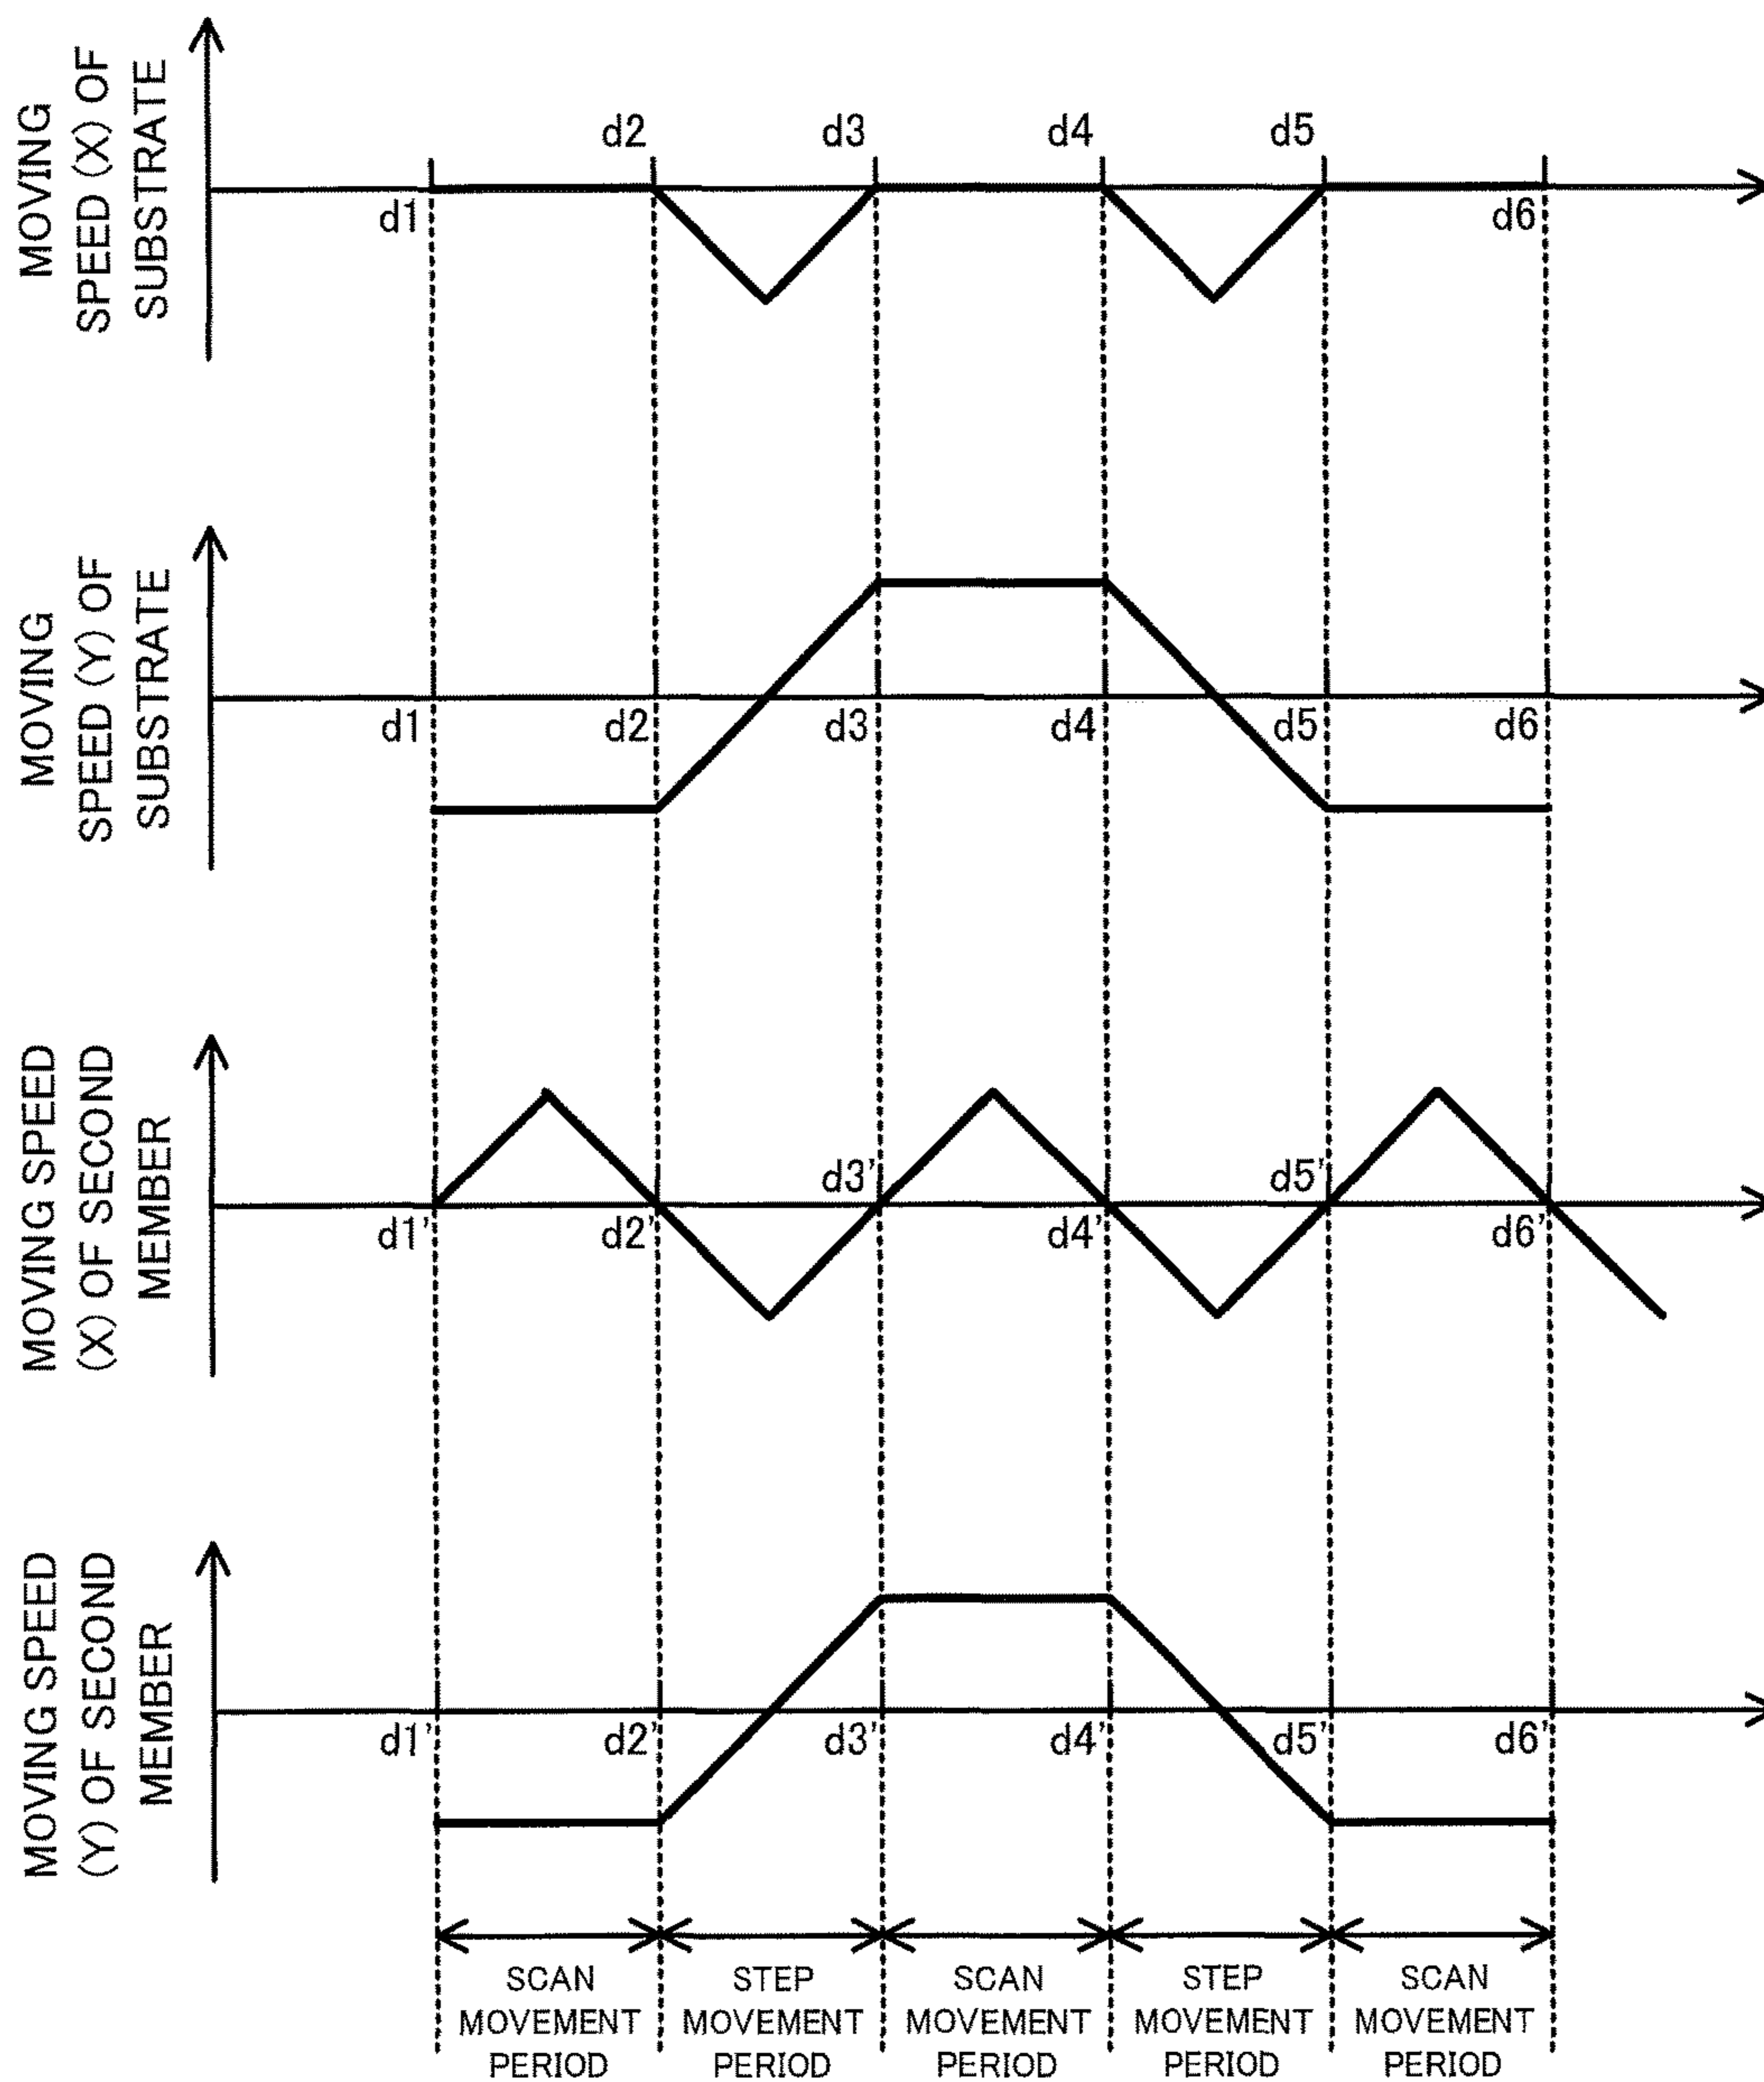 MOVING
SPEED (X) OF
SUBSTRATE
d2
d3
d4
d5
d1
d6
MOVING
SPEED (Y) OF
SUBSTRATE
d1
d2
d3
d4
d5
d6
MOVING SPEED
(X) OF SECOND
MEMBER
d3'
d5'
d1'
d2'
d4'
d6'
MOVING SPEED
(Y) OF SECOND
MEMBER
d1'
d2'
d3'
d4'
d5'
d6'
SCAN
MOVEMENT
PERIOD
STEP
MOVEMENT
PERIOD
SCAN
MOVEMENT
PERIOD
STEP
MOVEMENT
PERIOD
SCAN
MOVEMENT
PERIOD